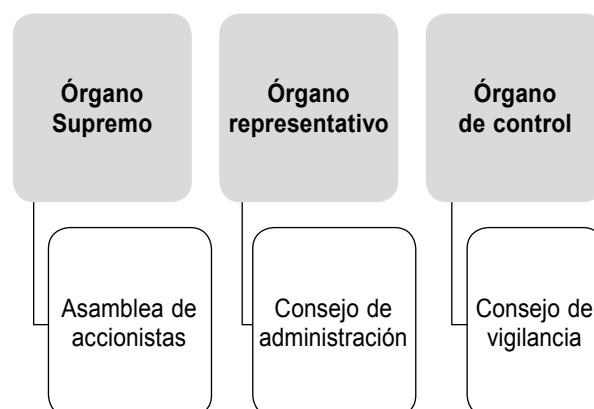 Órgano
Supremo
Órgano
representativo
Órgano
de control
Asamblea de
accionistas
Consejo de
administración
Consejo de
vigilancia